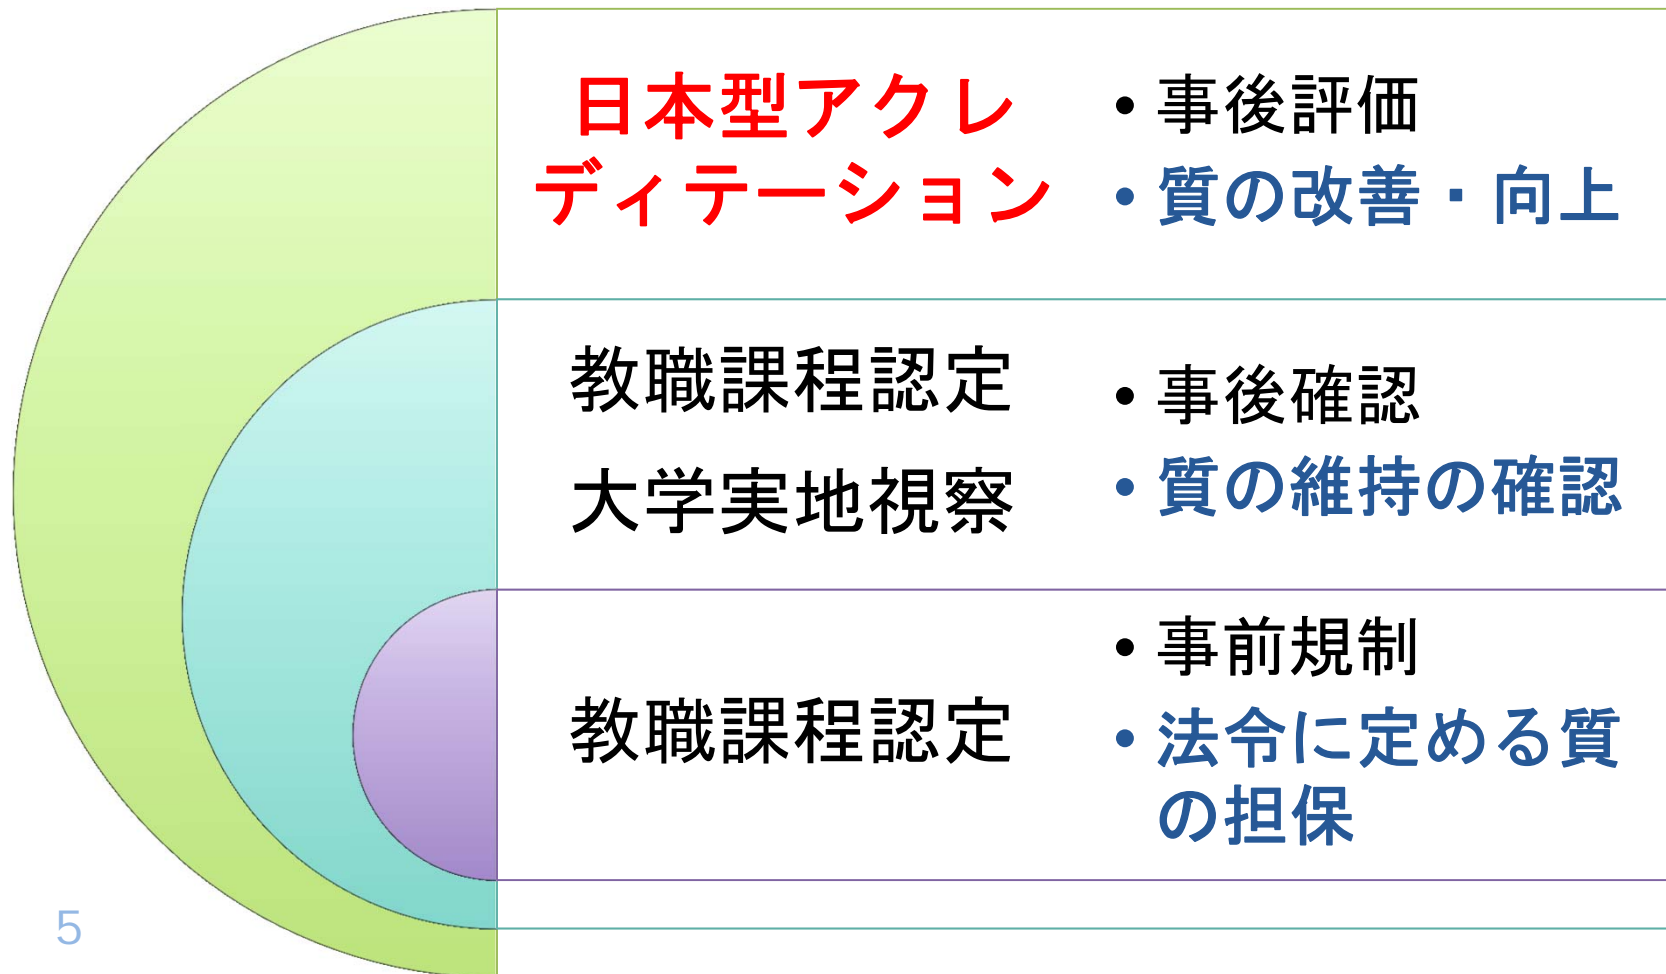 日本型アクレ
ディテーション
• 事後評価
• 質の改善・向上
教職課程認定
大学実地視察
• 事後確認
• 質の維持の確認
教職課程認定
• 事前規制
• 法令に定める質
の担保
5